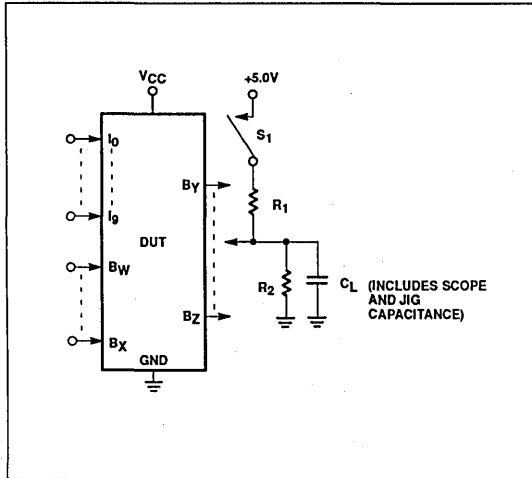 VCC
+5.0V
S1
I0
I9
BW
BX
DUT
GND
BY
BZ
R1
R2
CL (INCLUDES SCOPE
AND JIG
CAPACITANCE)